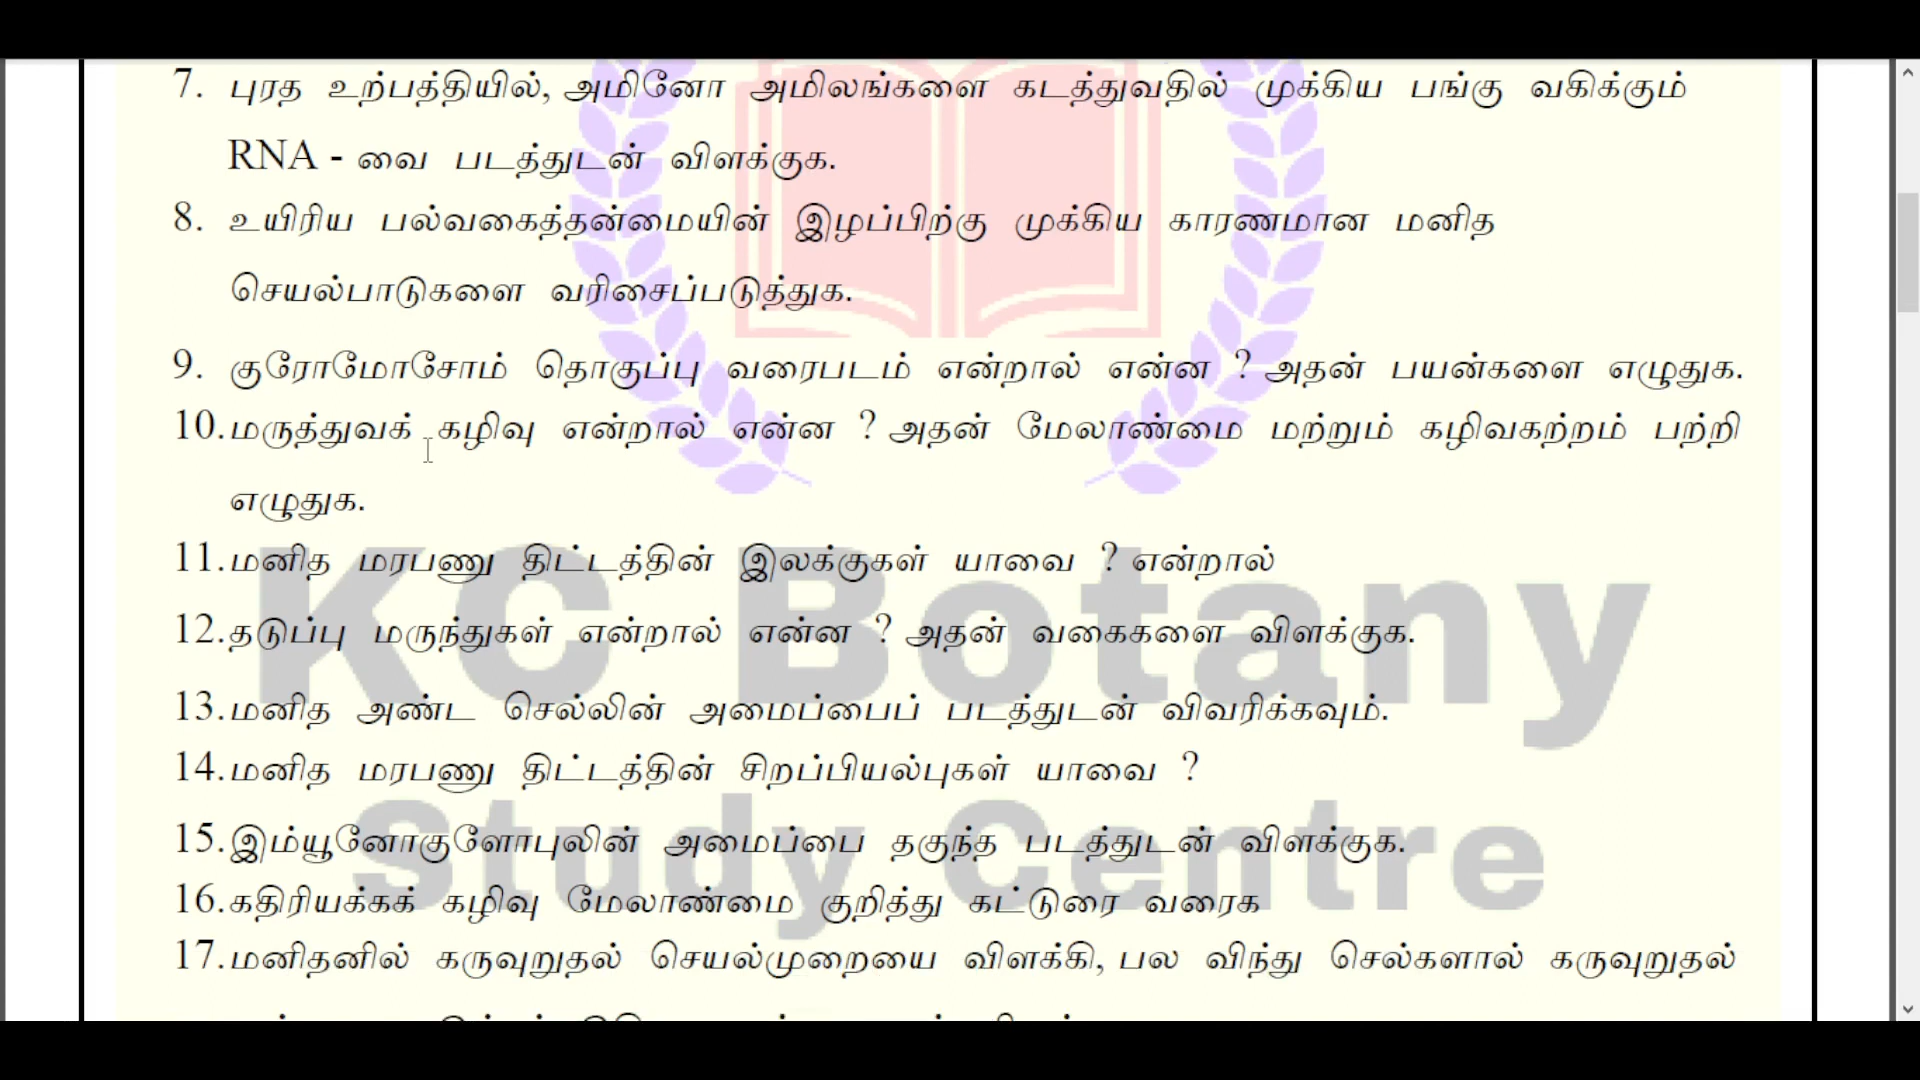 7. புரத உற்பத்தியில், அமினோ அமிலங்களை கடத்துவதில் முக்கிய பங்கு வகிக்கும்
RNA - வை படத்துடன் விளக்குக.
8. உயிரிய பல்வகைத்தன்மையின் இழப்பிற்கு முக்கிய காரணமான மனித
செயல்பாடுகளை வரிசைப்படுத்துக.
9. குரோமோசோம் தொகுப்பு வரைபடம் என்றால் என்ன ? அதன் பயன்களை எழுதுக.
10. மருத்துவக் கழிவு என்றால் என்ன ? அதன் மேலாண்மை மற்றும் கழிவகற்றம் பற்றி
எழுதுக.
11. மனித மரபணு திட்டத்தின் இலக்குகள் யாவை ? என்றால்
12. தடுப்பு மருந்துகள் என்றால் என்ன ? அதன் வகைகளை விளக்குக.
13. மனித அண்ட செல்லின் அமைப்பைப் படத்துடன் விவரிக்கவும்.
14. மனித மரபணு திட்டத்தின் சிறப்பியல்புகள் யாவை ?
15. இம்யூனோகுளோபுலின் அமைப்பை தகுந்த படத்துடன் விளக்குக.
16. கதிரியக்கக் கழிவு மேலாண்மை குறித்து கட்டுரை வரைக
17. மனிதனில் கருவுறுதல் செயல்முறையை விளக்கி, பல விந்து செல்களால் கருவுறுதல்
KC Botany
Study Centre